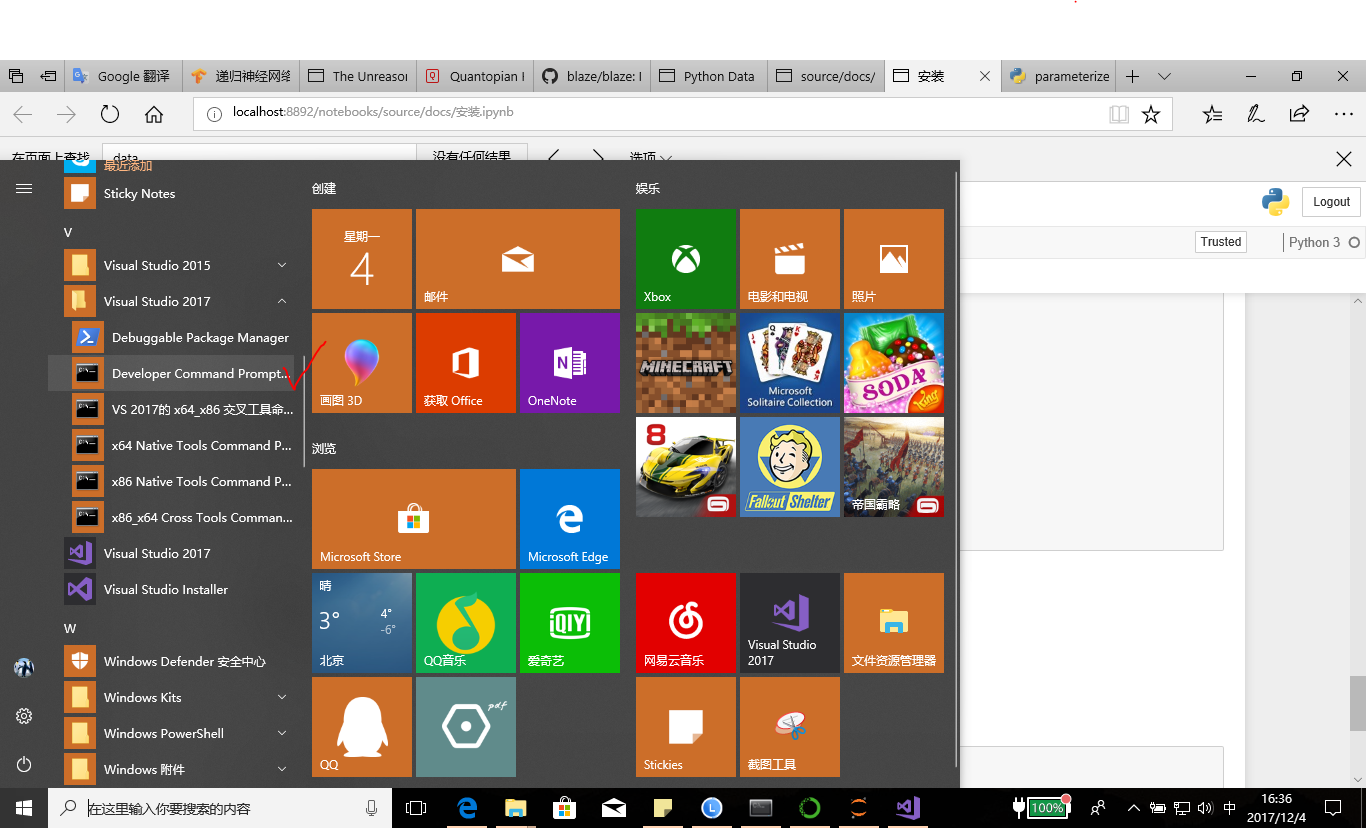 Google 翻译
递归神经网络
The Unreason
Quantopian I
blaze/blaze: I
Python Data
source/docs/
安装
parameterize
localhost:8892/notebooks/source/docs/安装.ipynb
在页面上查找
data
没有任何结果
选项
Logout
Trusted
Python 3
最近添加
Sticky Notes
V
Visual Studio 2015
Visual Studio 2017
Debuggable Package Manager
Developer Command Prompt...
VS 2017的 x64_x86 交叉工具命...
x64 Native Tools Command P...
x86 Native Tools Command P...
x86_x64 Cross Tools Comman...
Visual Studio 2017
Visual Studio Installer
W
Windows Defender 安全中心
Windows Kits
Windows PowerShell
Windows 附件
创建
星期一
4
邮件
画图 3D
获取 Office
OneNote
浏览
Microsoft Store
Microsoft Edge
晴
3°
4°
-6°
北京
QQ音乐
iQIYI
爱奇艺
QQ
pdf
娱乐
Xbox
电影和电视
照片
MINECRAFT
Microsoft
Solitaire Collection
SODA
King
8
Fallout Shelter
帝国霸略
网易云音乐
Visual Studio
2017
文件资源管理器
Stickies
截图工具
在这里输入你要搜索的内容
100%
中
16:36
2017/12/4